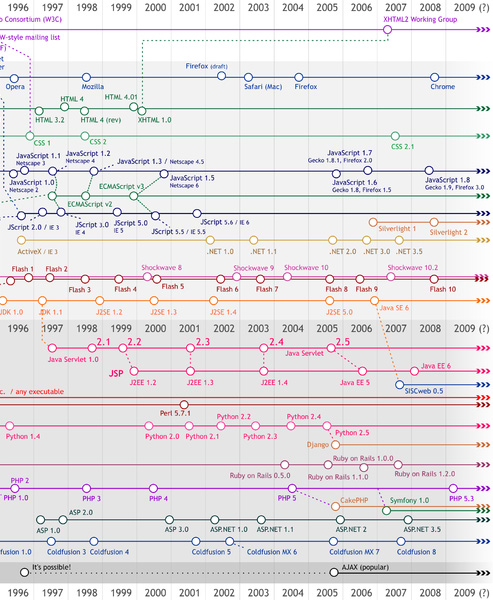 1996 1997 1998 1999 2000 2001 2002 2003 2004 2005 2006 2007 2008 2009 (?)
Consortium (W3C)
XHTML2 Working Group
W-style mailing list
Firefox (draft)
Opera
Mozilla
Safari (Mac)
Firefox
Chrome
HTML 4
HTML 4.01
HTML 3.2
HTML 4 (rev)
XHTML 1.0
CSS 1
CSS 2
CSS 2.1
JavaScript 1.1
Netscape 3
JavaScript 1.2
Netscape 4
JavaScript 1.3 / Netscape 4.5
JavaScript 1.7
Gecko 1.8.1, Firefox 2.0
JavaScript 1.0
Netscape 2
JavaScript 1.5
Netscape 6
JavaScript 1.6
Gecko 1.8, Firefox 1.5
JavaScript 1.8
Gecko 1.9, Firefox 3.0
ECMAScript v3
ECMAScript v2
JScript 2.0 / IE 3
JScript 3.0
IE 4
JScript 5.0
IE 5
JScript 5.5 / IE 5.5
JScript 5.6 / IE 6
Silverlight 1
Silverlight 2
ActiveX / IE 3
.NET 1.0
.NET 1.1
.NET 2.0
.NET 3.0
.NET 3.5
Flash 1
Flash 2
Shockwave 8
Shockwave 9
Shockwave 10
Shockwave 10.2
Flash 3
Flash 4
Flash 5
Flash 6
Flash 7
Flash 8
Flash 9
Flash 10
JDK 1.0
JDK 1.1
J2SE 1.2
J2SE 1.3
J2SE 1.4
J2SE 5.0
Java SE 6
1996 1997 1998 1999 2000 2001 2002 2003 2004 2005 2006 2007 2008 2009 (?)
Java Servlet 1.0
2.1
2.2
2.3
2.4
Java Servlet
2.5
JSP
J2EE 1.2
J2EE 1.3
J2EE 1.4
Java EE 5
Java EE 6
SISCweb 0.5
c. / any executable
Perl 5.7.1
Python 1.4
Python 2.0
Python 2.1
Python 2.2
Python 2.3
Python 2.4
Python 2.5
Django
Ruby on Rails 0.5.0
Ruby on Rails 1.0.0
Ruby on Rails 1.1.0
Ruby on Rails 1.2.0
PHP 2
PHP 1.0
PHP 3
PHP 4
PHP 5
PHP 5.3
CakePHP
Symfony 1.0
ASP 1.0
ASP 2.0
ASP 3.0
ASP.NET 1.0
ASP.NET 1.1
ASP.NET 2
ASP.NET 3.5
Coldfusion 1.0
Coldfusion 3
Coldfusion 4
Coldfusion 5
Coldfusion MX 6
Coldfusion MX 7
Coldfusion 8
It's possible!
AJAX (popular)
1996 1997 1998 1999 2000 2001 2002 2003 2004 2005 2006 2007 2008 2009 (?)